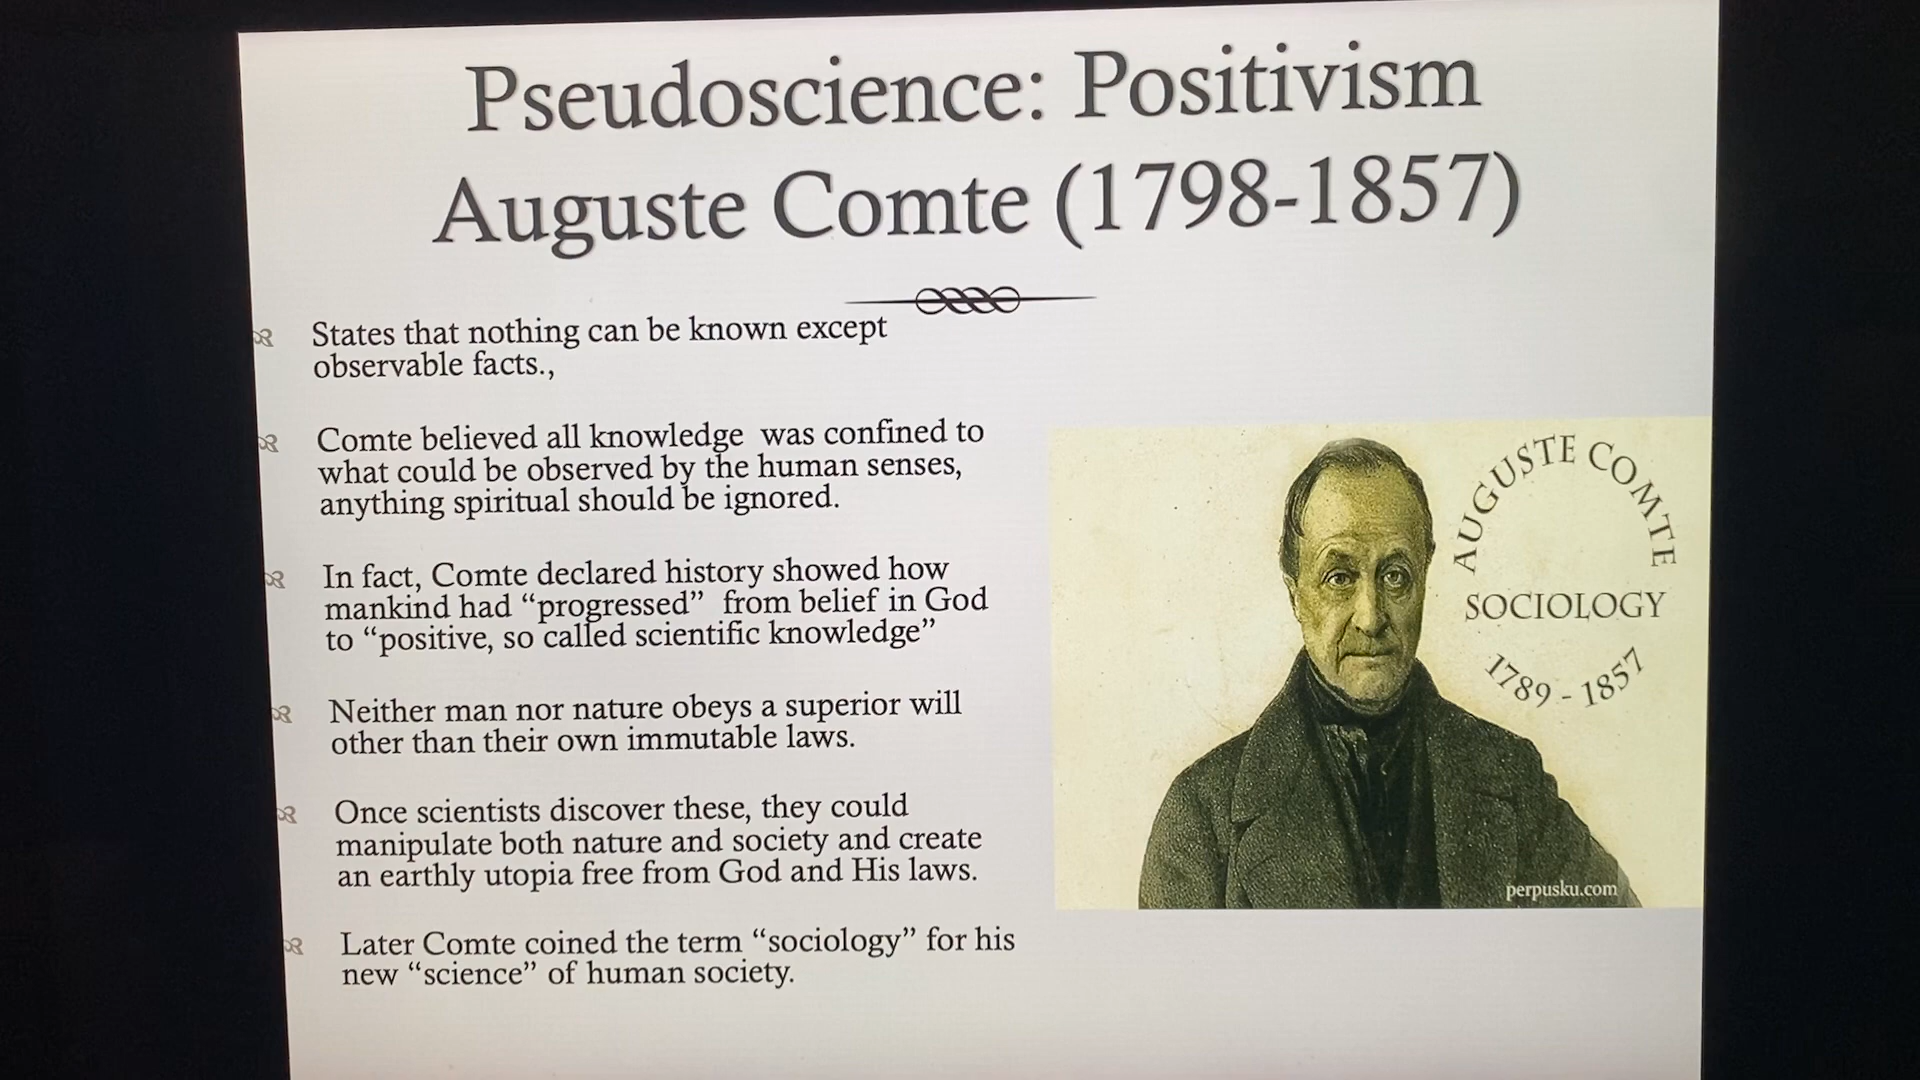 Pseudoscience: Positivism
Auguste Comte (1798-1857)
States that nothing can be known except
observable facts.,
Comte believed all knowledge was confined to
what could be observed by the human senses,
anything spiritual should be ignored.
In fact, Comte declared history showed how
mankind had “progressed” from belief in God
to “positive, so called scientific knowledge”
Neither man nor nature obeys a superior will
other than their own immutable laws.
Once scientists discover these, they could
manipulate both nature and society and create
an earthly utopia free from God and His laws.
Later Comte coined the term “sociology” for his
new “science” of human society.
AUGUSTE COMTE
SOCIOLOGY
1789 - 1857
perpusku.com